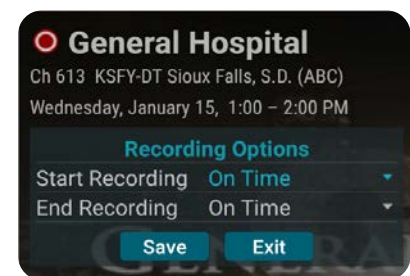 General Hospital
Ch 613 KSFY-DT Sioux Falls, S.D. (ABC)
Wednesday, January 15, 1:00 – 2:00 PM
Recording Options
Start Recording On Time
End Recording On Time
Save Exit